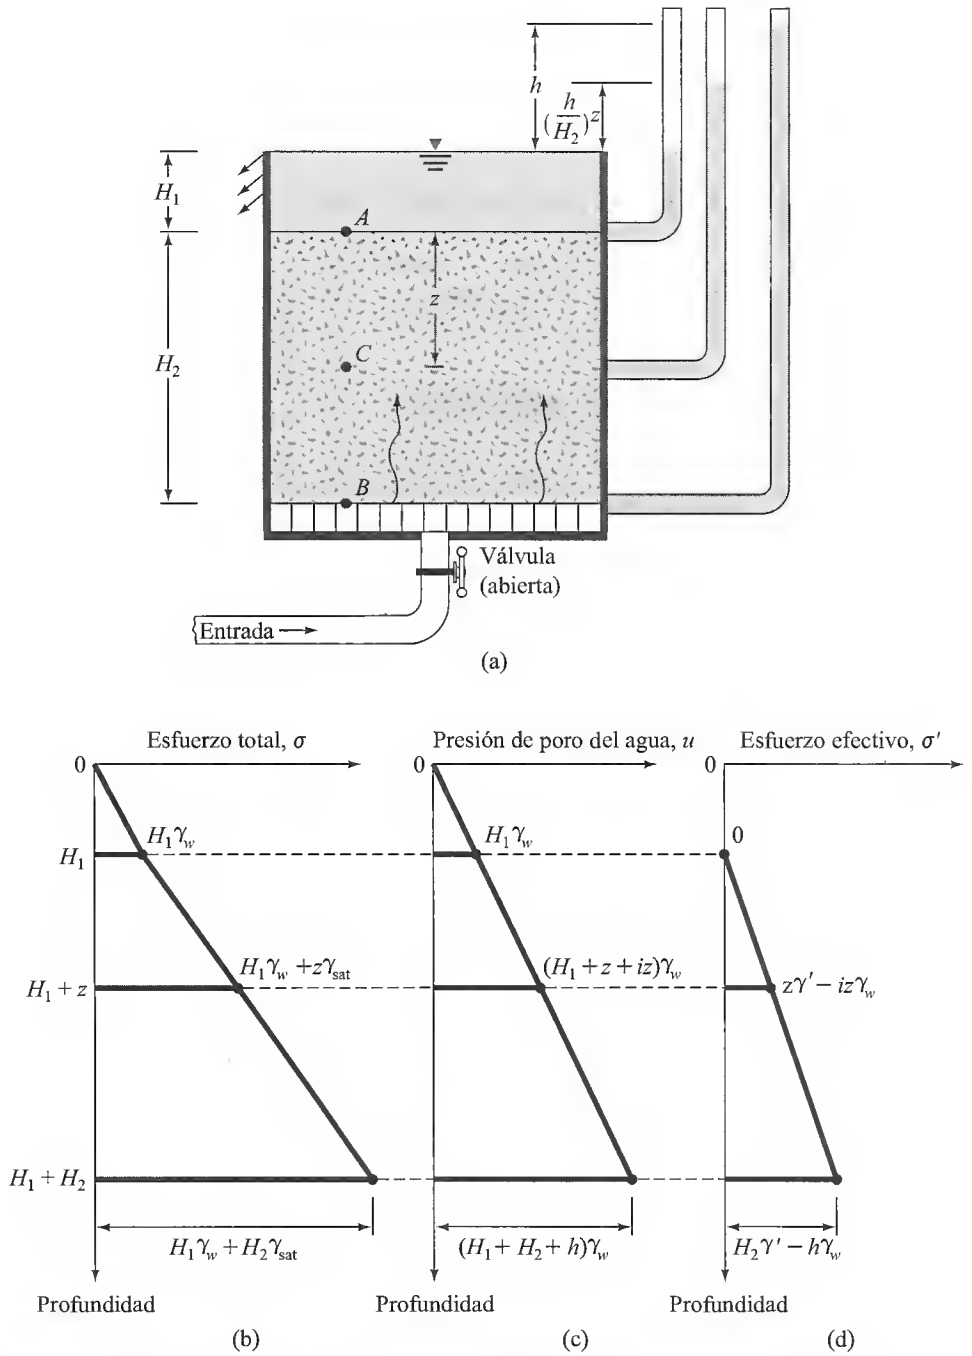 h
(h/H₂)z
H₁
A
z
C
H₂
B
Válvula
(abierta)
Entrada
(a)
Esfuerzo total, σ
Presión de poro del agua, u
Esfuerzo efectivo, σ′
0
0
0
H₁
H₁γw
H₁γw
0
H₁ + z
H₁γw + zγsat
(H₁ + z + iz)γw
zγ′ − izγw
H₁ + H₂
H₁γw + H₂γsat
(H₁ + H₂ + h)γw
H₂γ′ − hγw
Profundidad
Profundidad
Profundidad
(b)
(c)
(d)